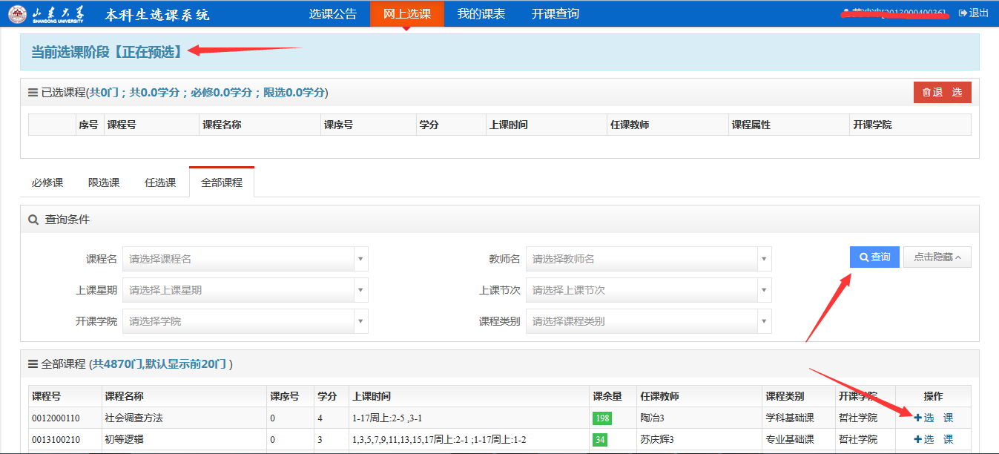 山东大学 SHANDONG UNIVERSITY 本科生选课系统 选课公告 网上选课 我的课表 开课查询 退出
当前选课阶段【正在预选】
已选课程(共0门；共0.0学分；必修0.0学分；限选0.0学分) 退 选
序号 课程号 课程名称 课序号 学分 上课时间 任课教师 课程属性 开课学院
必修课 限选课 任选课 全部课程
查询条件
课程名 请选择课程名 教师名 请选择教师名 查询 点击隐藏
上课星期 请选择上课星期 上课节次 请选择上课节次
开课学院 请选择学院 课程类别 请选择课程类别
全部课程 (共4870门,默认显示前20门 )
课程号 课程名称 课序号 学分 上课时间 课余量 任课教师 课程类别 开课学院 操作
0012000110 社会调查方法 0 4 1-17周上:2-5 ,3-1 198 陶冶3 学科基础课 哲社学院 选 课
0013100210 初等逻辑 0 3 1,3,5,7,9,11,13,15,17周上:2-1 ;1-17周上:1-2 34 苏庆辉3 专业基础课 哲社学院 选 课